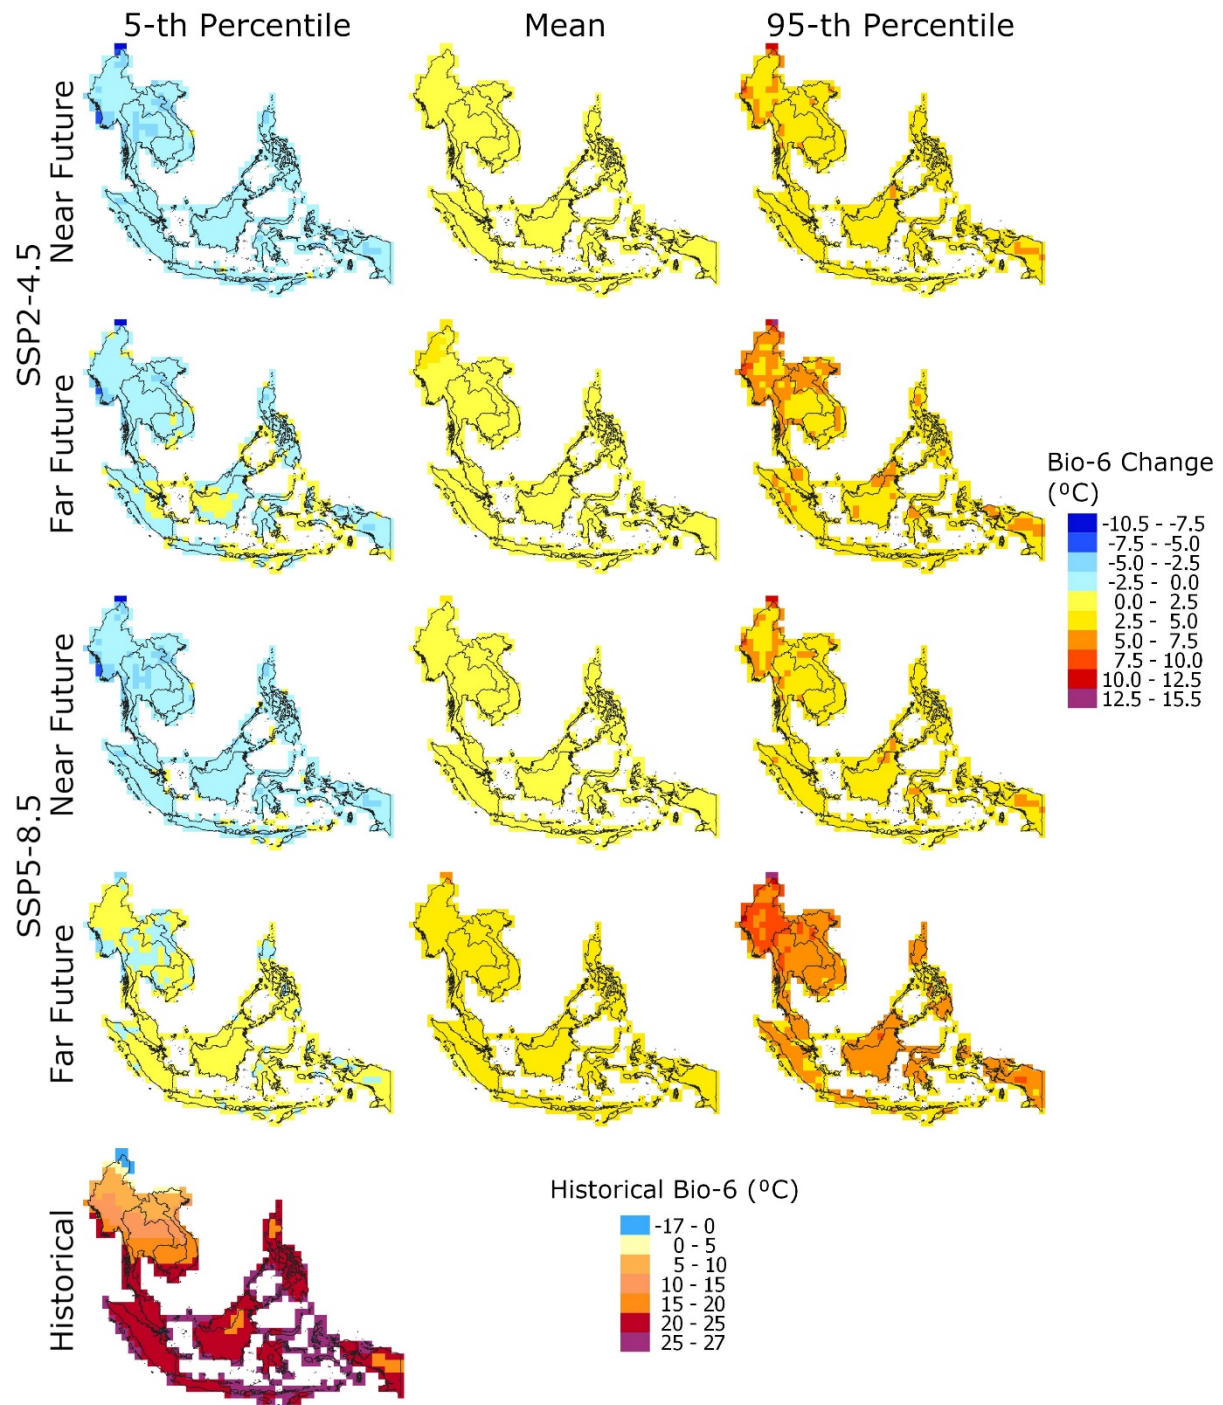 5-th Percentile
Mean
95-th Percentile
SSP2-4.5
Near Future
Far Future
Bio-6 Change
(ºC)
-10.5 - -7.5
-7.5 - -5.0
-5.0 - -2.5
-2.5 - 0.0
0.0 - 2.5
2.5 - 5.0
5.0 - 7.5
7.5 - 10.0
10.0 - 12.5
12.5 - 15.5
SSP5-8.5
Near Future
Far Future
Historical
Historical Bio-6 (ºC)
-17 - 0
0 - 5
5 - 10
10 - 15
15 - 20
20 - 25
25 - 27